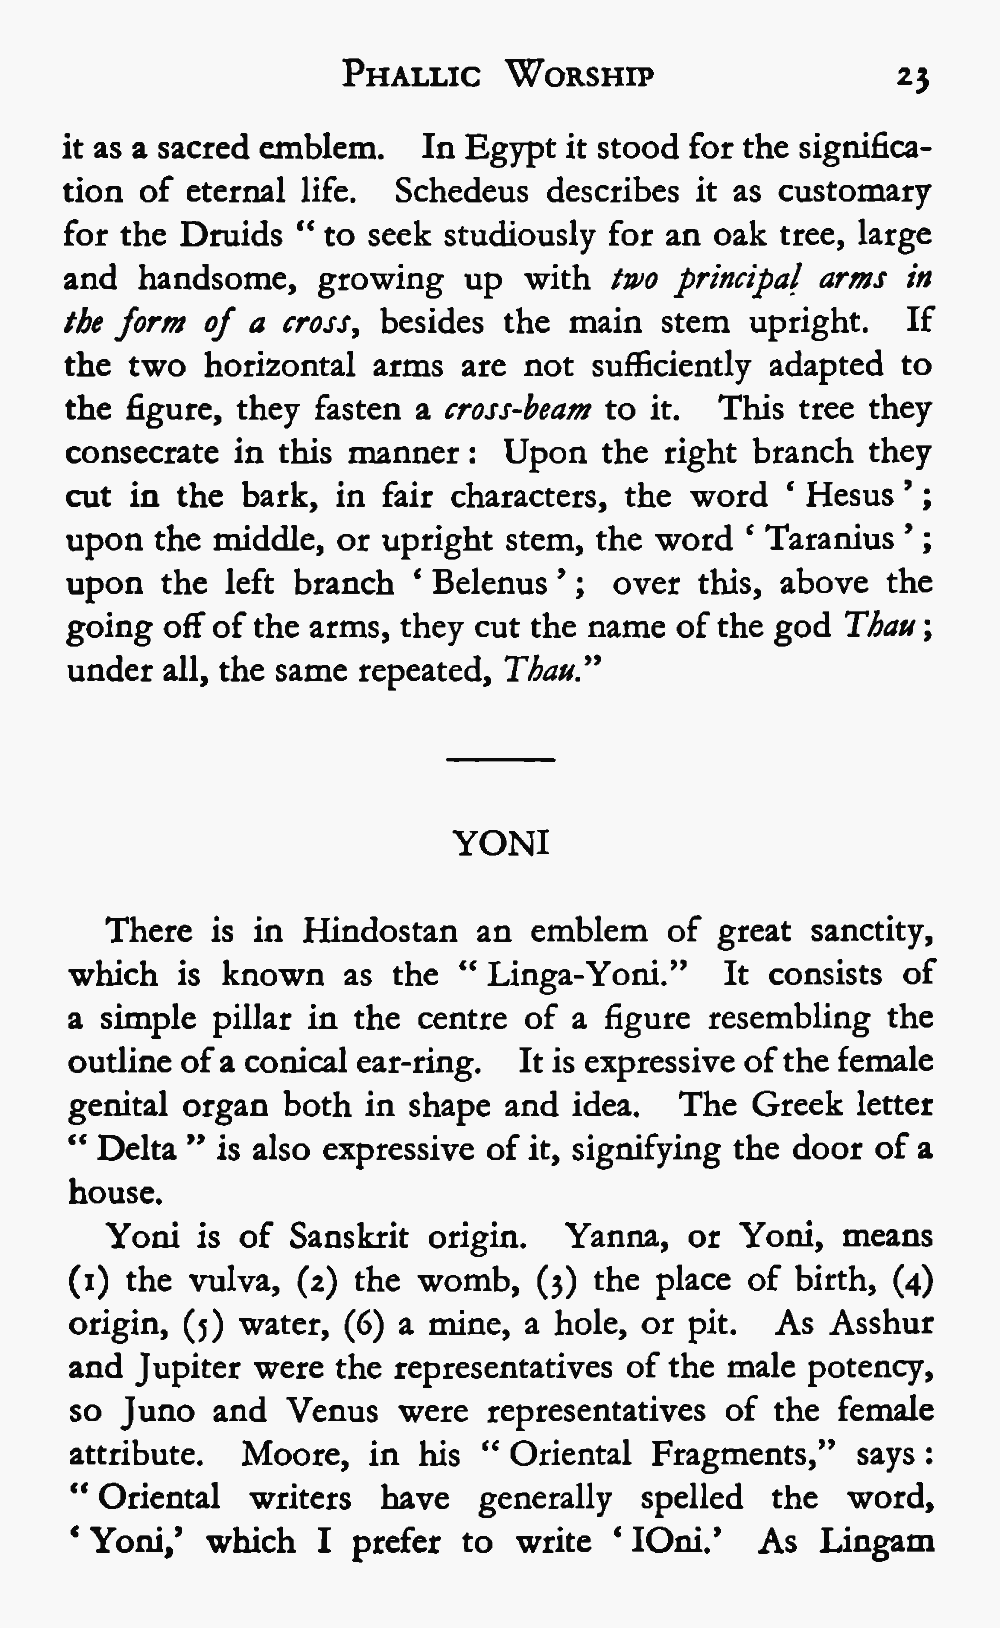 Phallic Worship 23
it as a sacred emblem. In Egypt it stood for the significa-
tion of eternal life. Schedeus describes it as customary
for the Druids “ to seek studiously for an oak tree, large
and handsome, growing up with two principal arms in
the form of a cross, besides the main stem upright. If
the two horizontal arms are not sufficiently adapted to
the figure, they fasten a cross-beam to it. This tree they
consecrate in this manner : Upon the right branch they
cut in the bark, in fair characters, the word ‘ Hesus ’ ;
upon the middle, or upright stem, the word ‘ Taranius ’ ;
upon the left branch ‘ Belenus ’ ; over this, above the
going off of the arms, they cut the name of the god Thau ;
under all, the same repeated, Thau.”
YONI
There is in Hindostan an emblem of great sanctity,
which is known as the “ Linga-Yoni.” It consists of
a simple pillar in the centre of a figure resembling the
outline of a conical ear-ring. It is expressive of the female
genital organ both in shape and idea. The Greek letter
“ Delta ” is also expressive of it, signifying the door of a
house.
Yoni is of Sanskrit origin. Yanna, or Yoni, means
(1) the vulva, (2) the womb, (3) the place of birth, (4)
origin, (5) water, (6) a mine, a hole, or pit. As Asshur
and Jupiter were the representatives of the male potency,
so Juno and Venus were representatives of the female
attribute. Moore, in his “ Oriental Fragments,” says :
“ Oriental writers have generally spelled the word,
‘ Yoni,’ which I prefer to write ‘ IOni.’ As Lingam